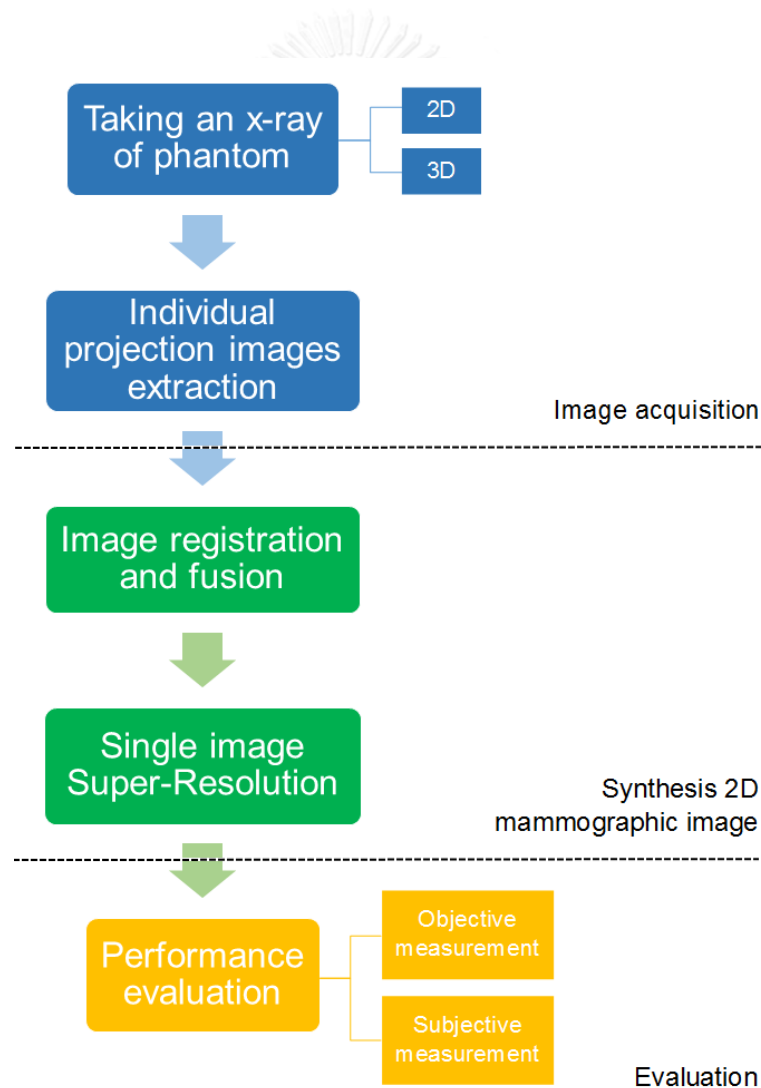 Taking an x-ray
of phantom
2D
3D
Individual
projection images
extraction
Image acquisition
Image registration
and fusion
Single image
Super-Resolution
Synthesis 2D
mammographic image
Performance
evaluation
Objective
measurement
Subjective
measurement
Evaluation